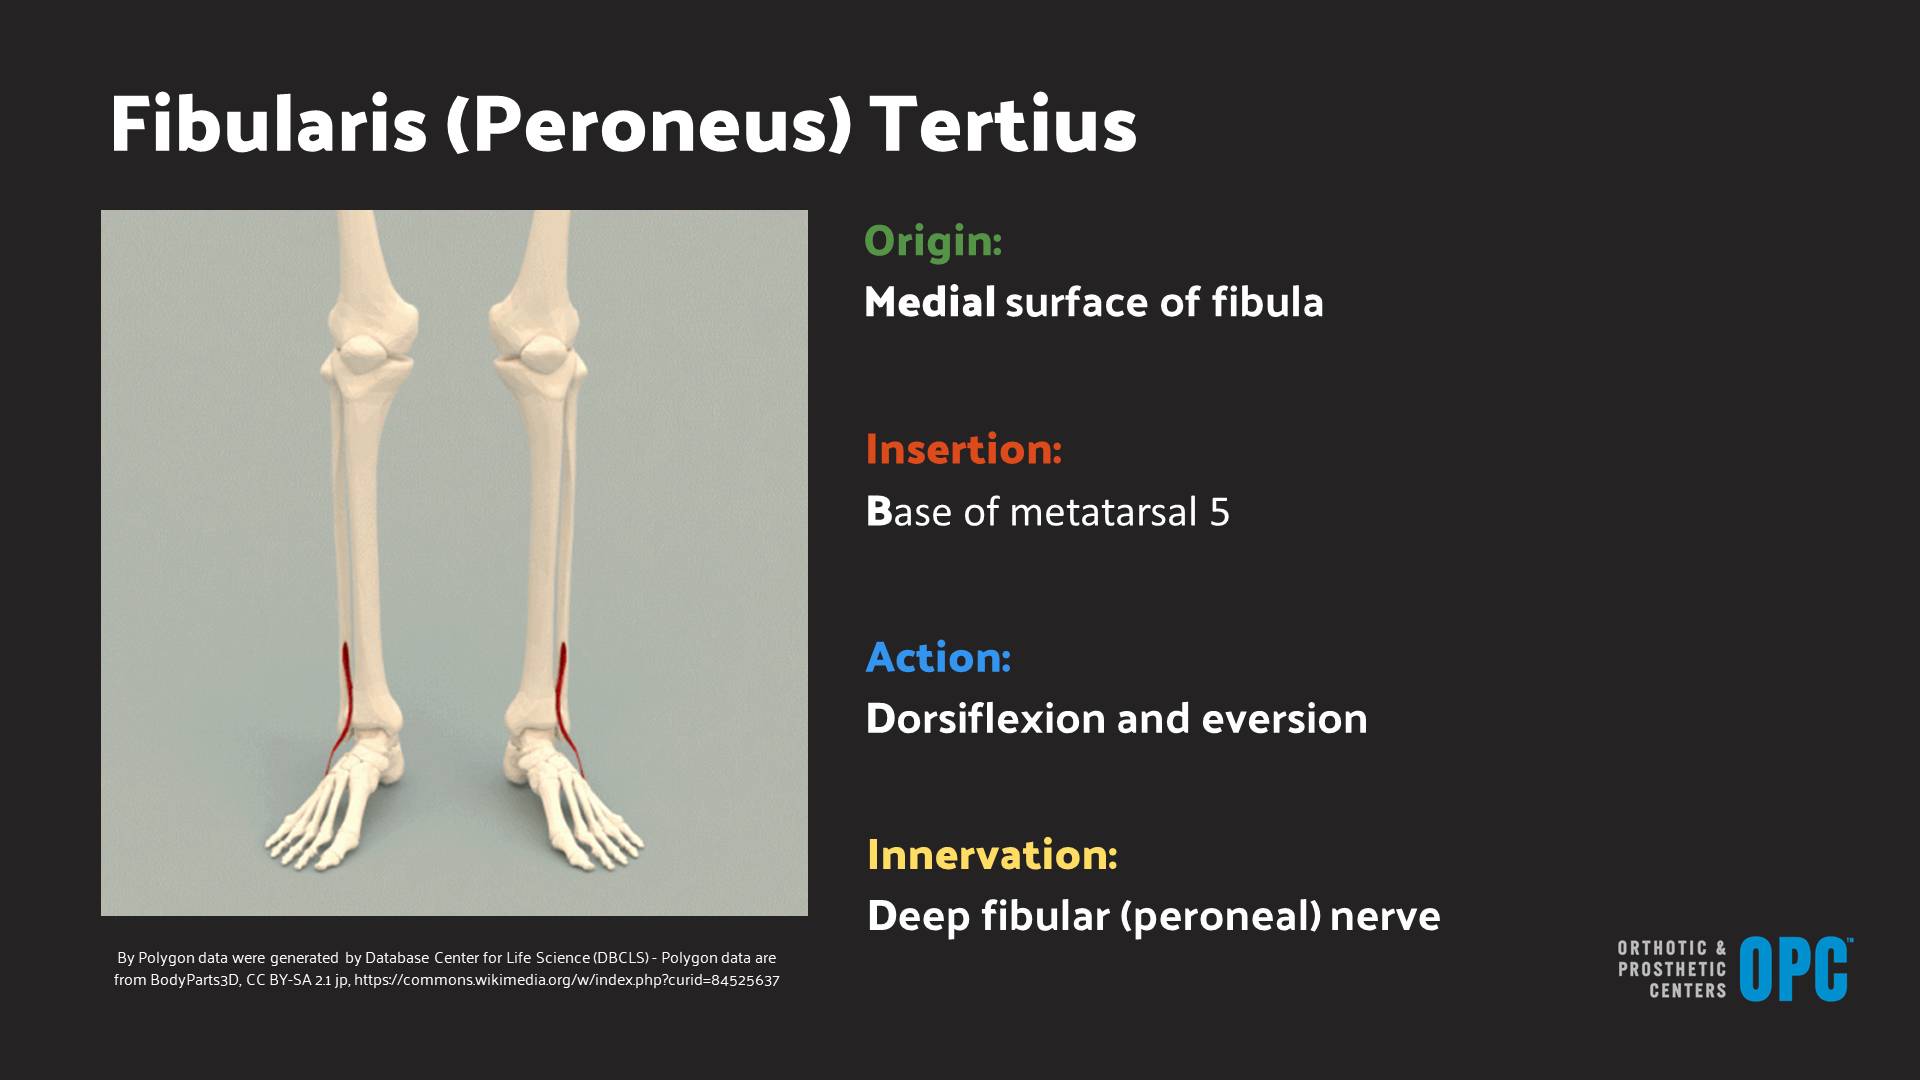 Fibularis (Peroneus) Tertius
Origin:
Medial surface of fibula
Insertion:
Base of metatarsal 5
Action:
Dorsiflexion and eversion
Innervation:
Deep fibular (peroneal) nerve
By Polygon data were generated by Database Center for Life Science (DBCLS) - Polygon data are
from BodyParts3D, CC BY-SA 2.1 jp, https://commons.wikimedia.org/w/index.php?curid=84525637
ORTHOTIC &
PROSTHETIC
CENTERS
OPC™